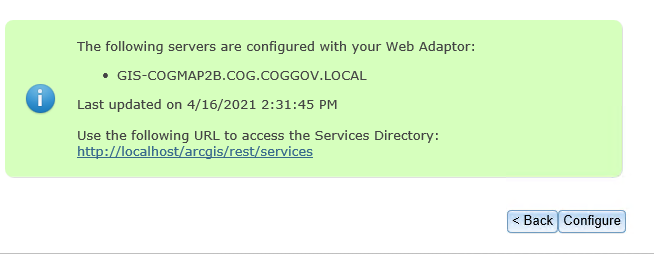 The following servers are configured with your Web Adaptor:
• GIS-COGMAP2B.COG.COGGOV.LOCAL
Last updated on 4/16/2021 2:31:45 PM
Use the following URL to access the Services Directory:
http://localhost/arcgis/rest/services
< Back Configure